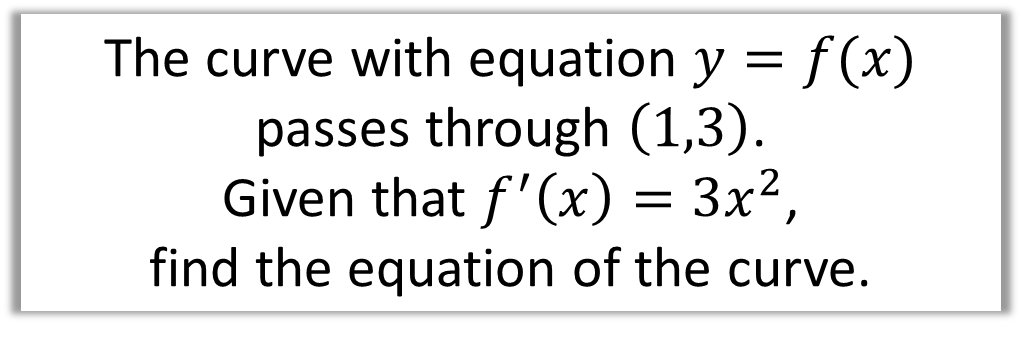 The curve with equation y = f(x)
passes through (1,3).
Given that f'(x) = 3x²,
find the equation of the curve.